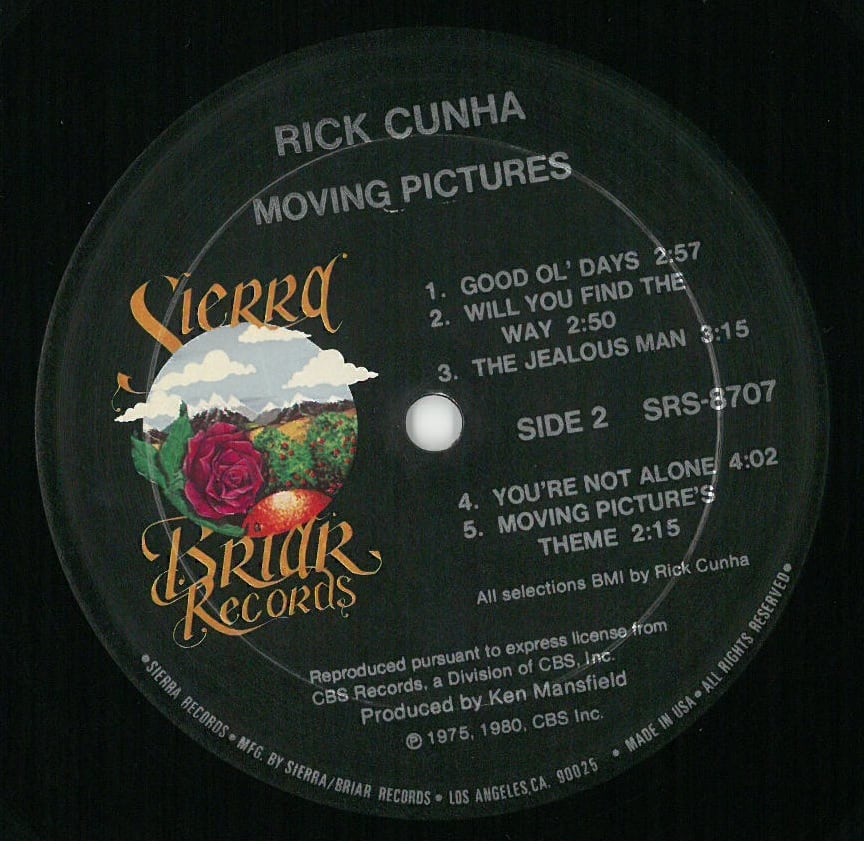 RICK CUNHA
MOVING PICTURES
Sierra
Briar
Records
1. GOOD OL' DAYS 2:57
2. WILL YOU FIND THE
WAY 2:50
3. THE JEALOUS MAN 3:15
SIDE 2 SRS-8707
4. YOU'RE NOT ALONE 4:02
5. MOVING PICTURE'S
THEME 2:15
All selections BMI by Rick Cunha
Reproduced pursuant to express license from
CBS Records, a Division of CBS, Inc.
Produced by Ken Mansfield
℗ 1975, 1980, CBS Inc.
• SIERRA RECORDS • MFG. BY SIERRA/BRIAR RECORDS • LOS ANGELES, CA. 90025 • MADE IN USA • ALL RIGHTS RESERVED •